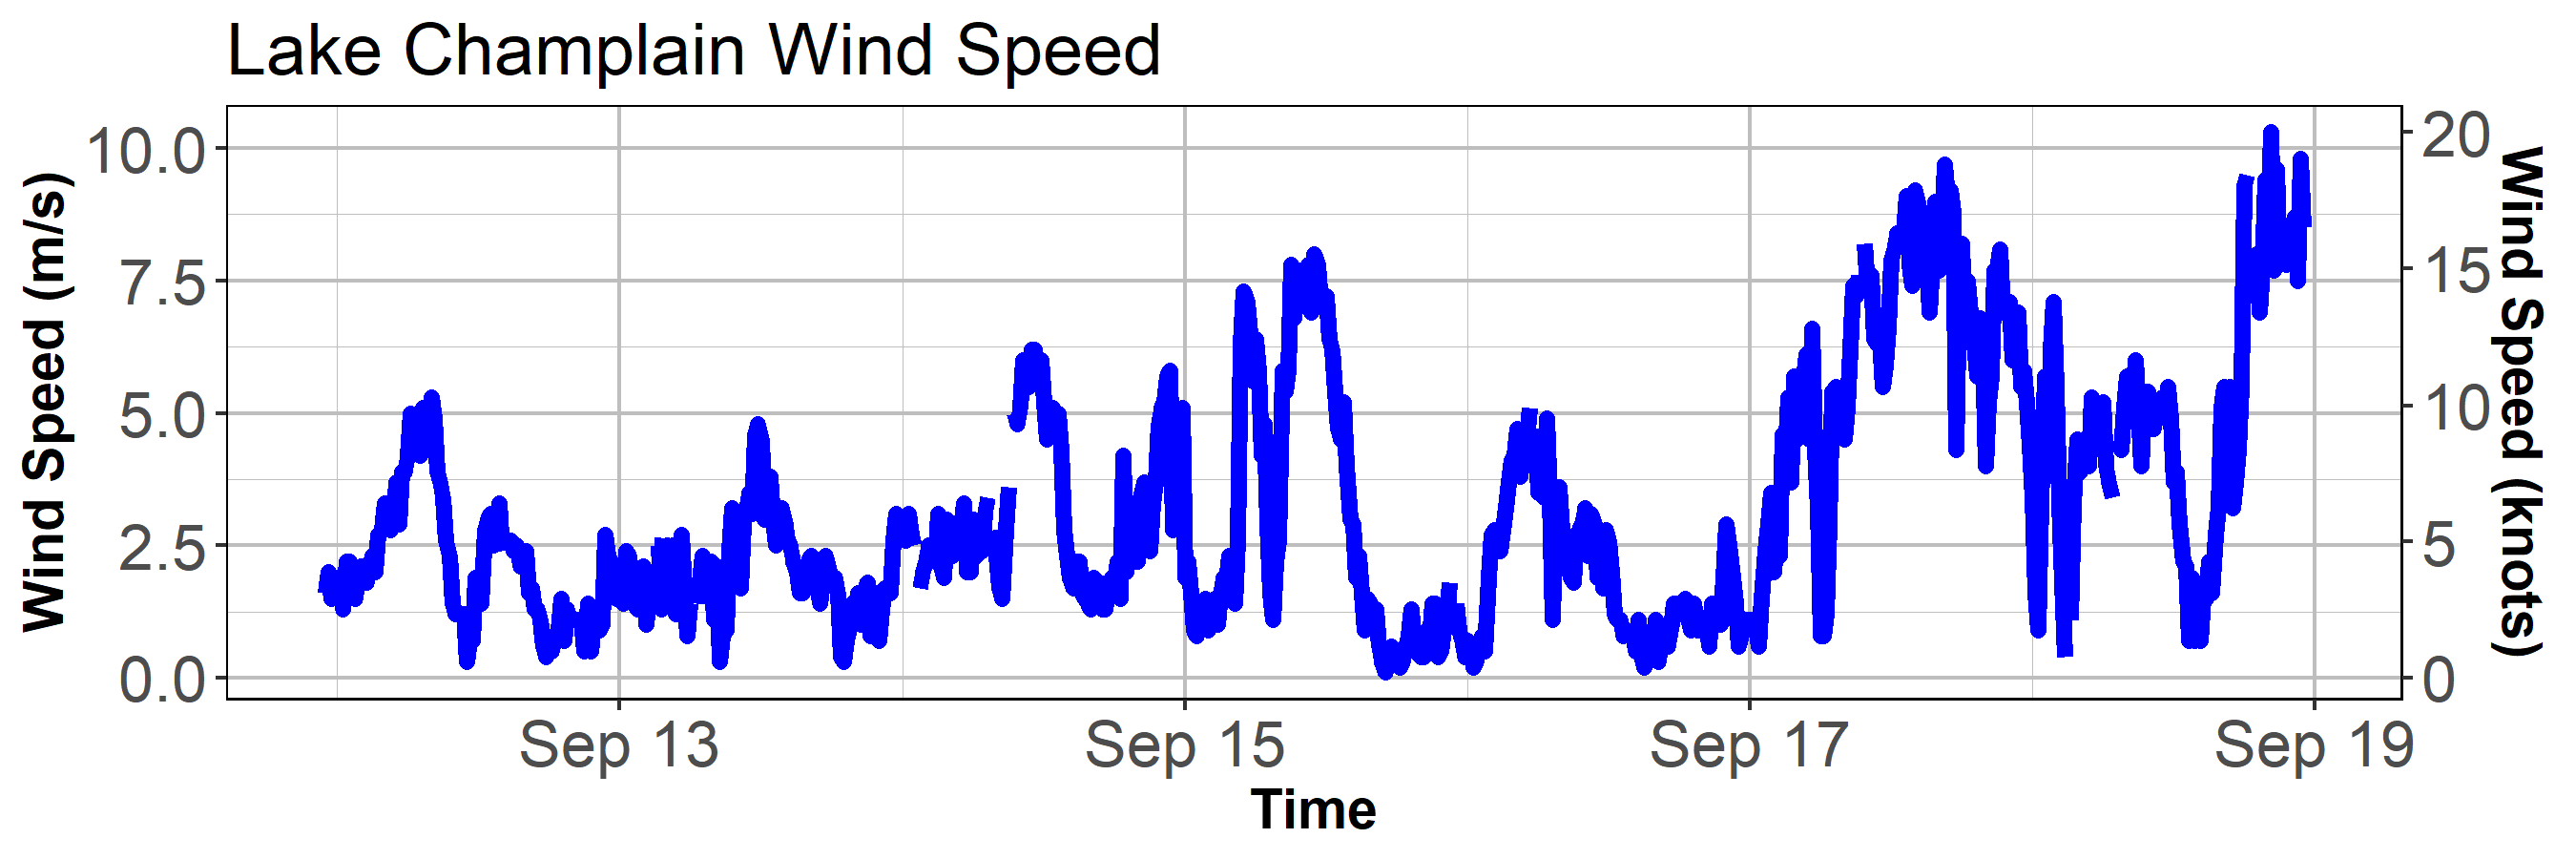 Lake Champlain Wind Speed
Wind Speed (m/s)
10.0
7.5
5.0
2.5
0.0
20
15
10
5
0
Wind Speed (knots)
Sep 13
Sep 15
Sep 17
Sep 19
Time